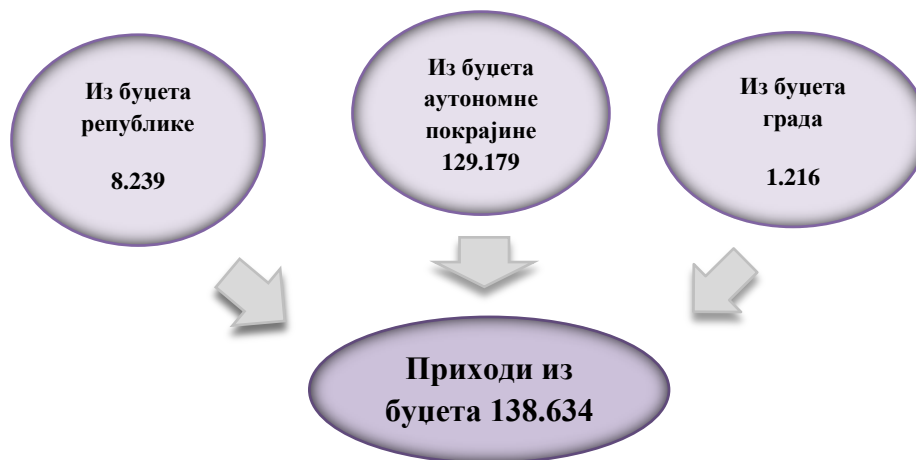 Из буџета
републике
8.239
Из буџета
аутономне
покрајине
129.179
Из буџета
града
1.216
Приходи из
буџета 138.634